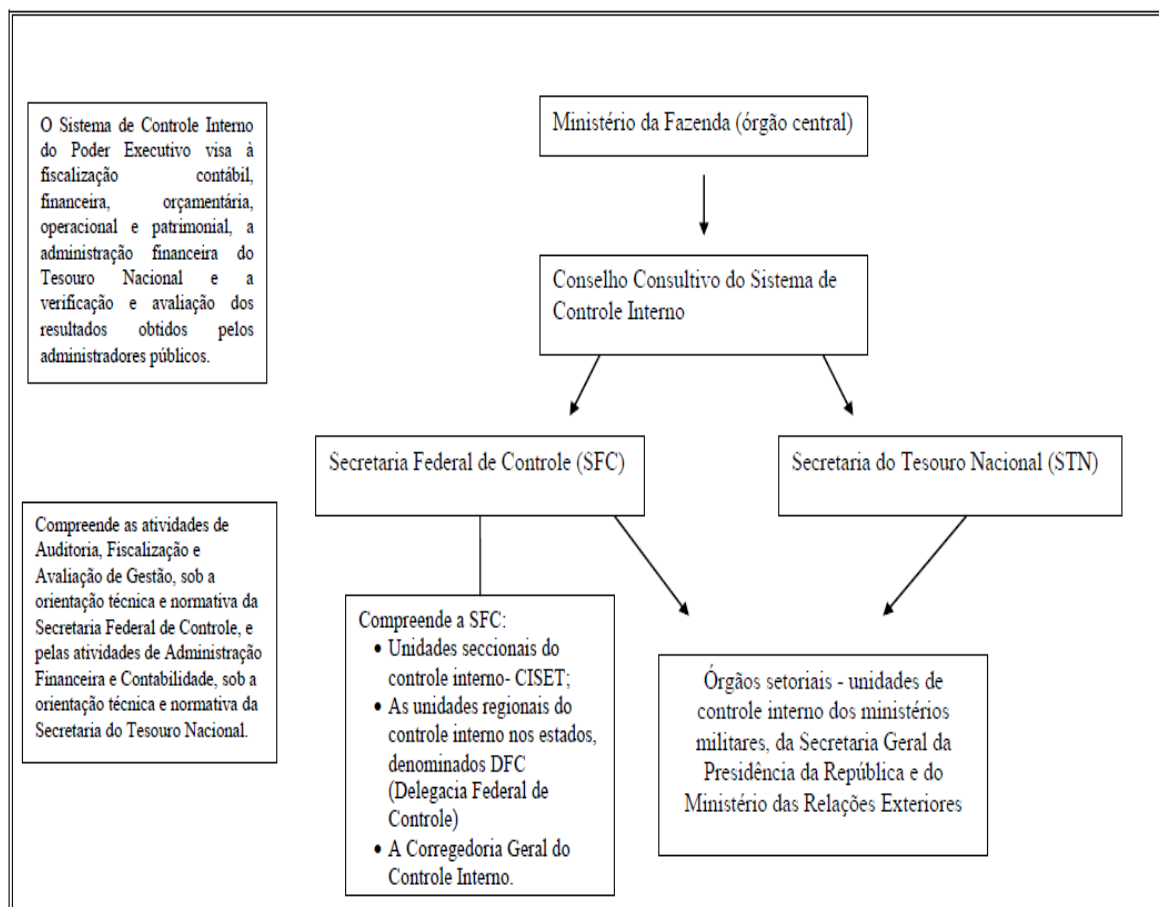 O Sistema de Controle Interno
do Poder Executivo visa à
fiscalização contábil,
financeira, orçamentária,
operacional e patrimonial, a
administração financeira do
Tesouro Nacional e a
verificação e avaliação dos
resultados obtidos pelos
administradores públicos.
Ministério da Fazenda (órgão central)
Conselho Consultivo do Sistema de
Controle Interno
Secretaria Federal de Controle (SFC)
Secretaria do Tesouro Nacional (STN)
Compreende as atividades de
Auditoria, Fiscalização e
Avaliação de Gestão, sob a
orientação técnica e normativa da
Secretaria Federal de Controle, e
pelas atividades de Administração
Financeira e Contabilidade, sob a
orientação técnica e normativa da
Secretaria do Tesouro Nacional.
Compreende a SFC:
• Unidades seccionais do
controle interno- CISET;
• As unidades regionais do
controle interno nos estados,
denominados DFC
(Delegacia Federal de
Controle)
• A Corregedoria Geral do
Controle Interno.
Órgãos setoriais - unidades de
controle interno dos ministérios
militares, da Secretaria Geral da
Presidência da República e do
Ministério das Relações Exteriores